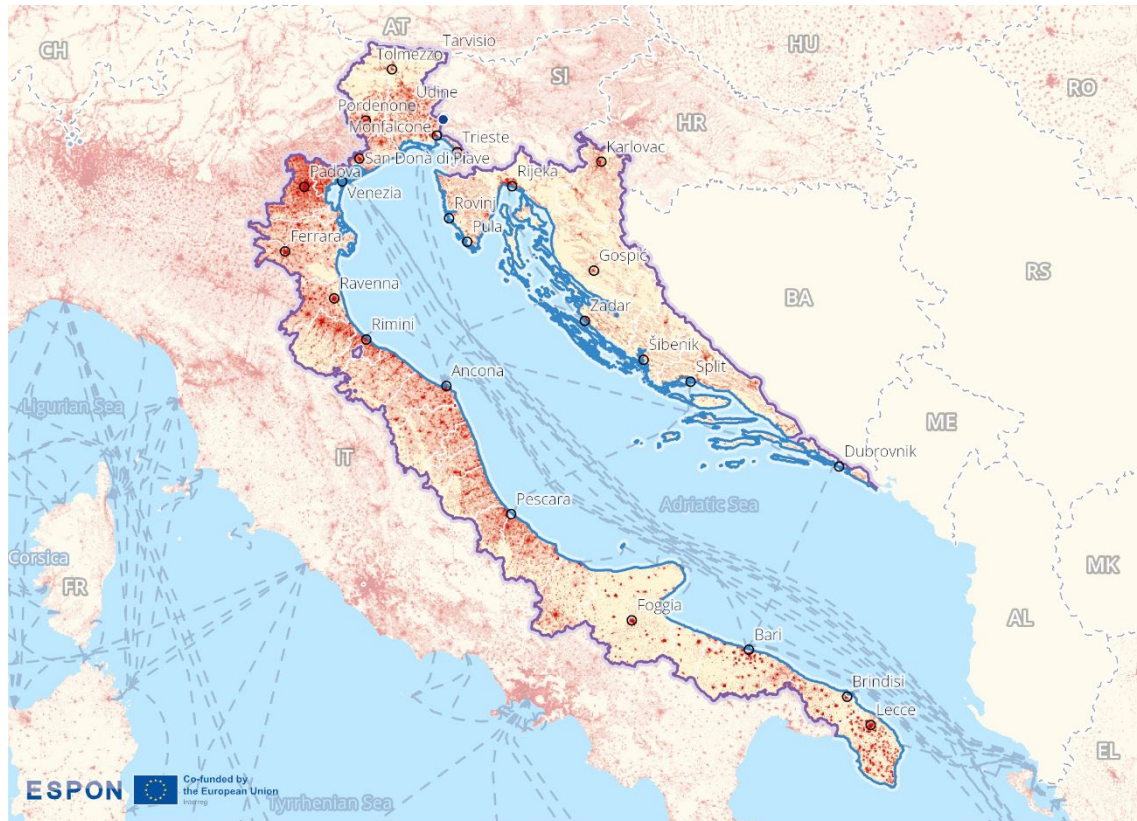 AT
Tarvisio
CH
HU
Tolmezzo
SI
RO
Udine
Pordenone
HR
Monfalcone
Trieste
Karlovac
San Donà di Piave
Padova
Rijeka
Venezia
Rovinj
Pula
Ferrara
Gospić
RS
Ravenna
BA
Zadar
Rimini
Šibenik
Split
Ancona
Ligurian Sea
ME
Dubrovnik
IT
Pescara
Adriatic Sea
Corsica
MK
FR
Foggia
AL
Bari
Brindisi
Lecce
EL
ESPON
Co-funded by
the European Union
Interreg
Tyrrhenian Sea